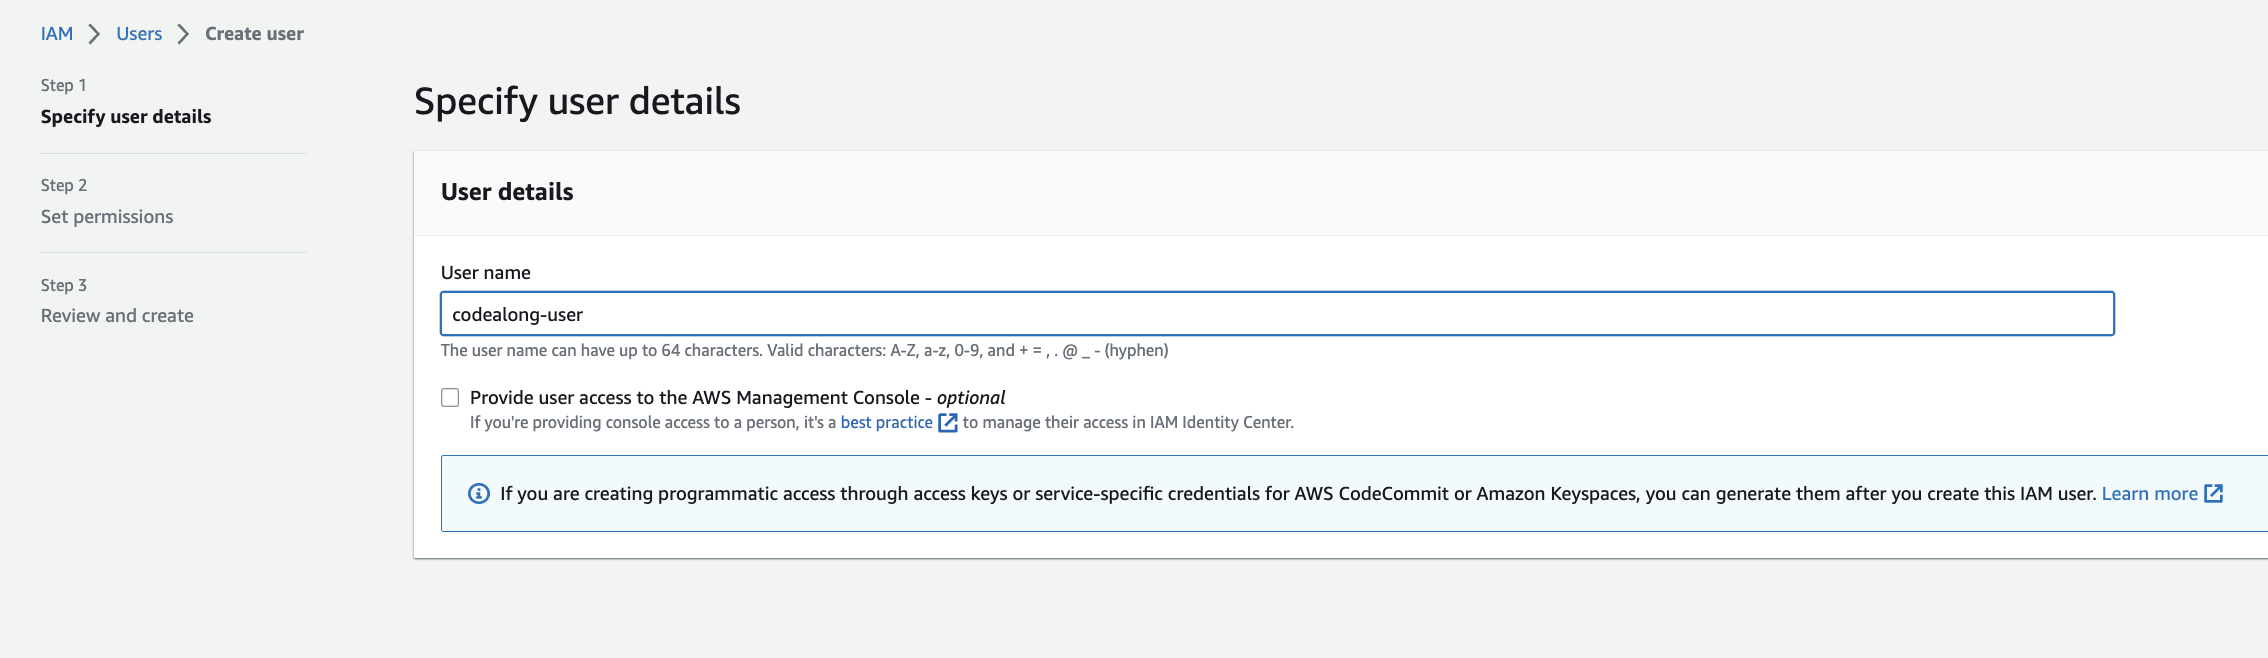 IAM > Users > Create user
Step 1
Specify user details
Step 2
Set permissions
Step 3
Review and create
Specify user details
User details
User name
codealong-user
The user name can have up to 64 characters. Valid characters: A-Z, a-z, 0-9, and + = , . @ _ - (hyphen)
Provide user access to the AWS Management Console - optional
If you're providing console access to a person, it's a best practice to manage their access in IAM Identity Center.
If you are creating programmatic access through access keys or service-specific credentials for AWS CodeCommit or Amazon Keyspaces, you can generate them after you create this IAM user. Learn more